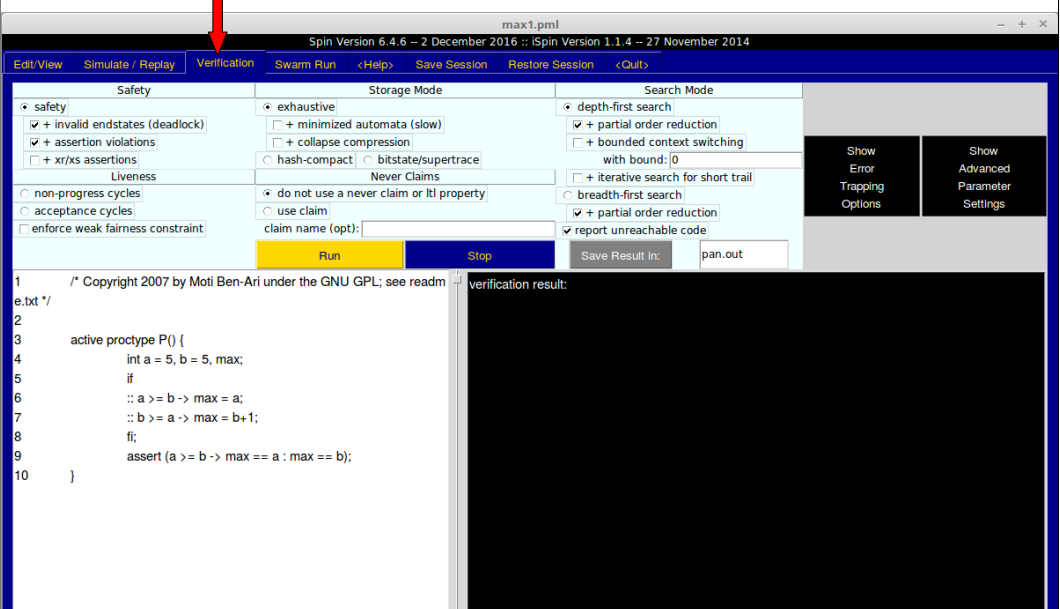 max1.pml
Spin Version 6.4.6 -- 2 December 2016 :: iSpin Version 1.1.4 -- 27 November 2014
Edit/View Simulate / Replay Verification Swarm Run <Help> Save Session Restore Session <Quit>
Safety Storage Mode Search Mode
safety exhaustive depth-first search
+ invalid endstates (deadlock) + minimized automata (slow) + partial order reduction
+ assertion violations + collapse compression + bounded context switching
+ xr/xs assertions hash-compact bitstate/supertrace with bound: 0
Liveness Never Claims + iterative search for short trail
non-progress cycles do not use a never claim or ltl property breadth-first search
acceptance cycles use claim + partial order reduction
enforce weak fairness constraint claim name (opt): report unreachable code
Show
Error
Trapping
Options
Show
Advanced
Parameter
Settings
Run Stop Save Result in: pan.out
1 /* Copyright 2007 by Moti Ben-Ari under the GNU GPL; see readm
e.txt */
2
3 active proctype P() {
4 int a = 5, b = 5, max;
5 if
6 :: a >= b -> max = a;
7 :: b >= a -> max = b+1;
8 fi;
9 assert (a >= b -> max == a : max == b);
10 }
verification result: